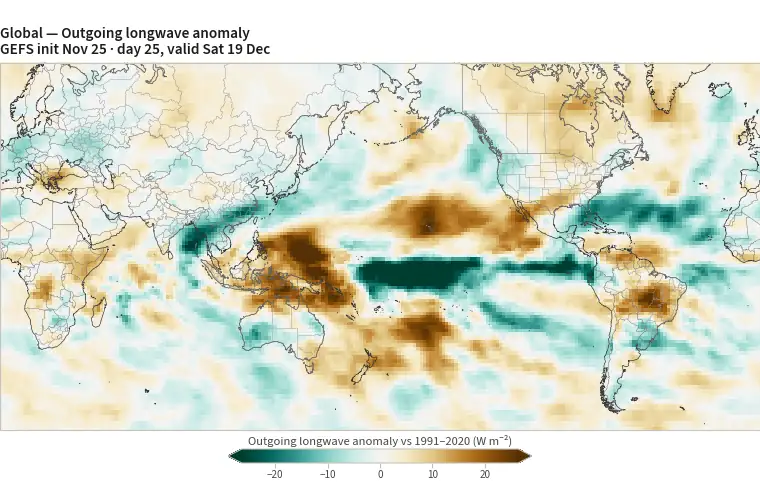 Global — Outgoing longwave anomaly
GEFS init Nov 25 · day 25, valid Sat 19 Dec
Outgoing longwave anomaly vs 1991–2020 (W m⁻²)
−20 −10 0 10 20